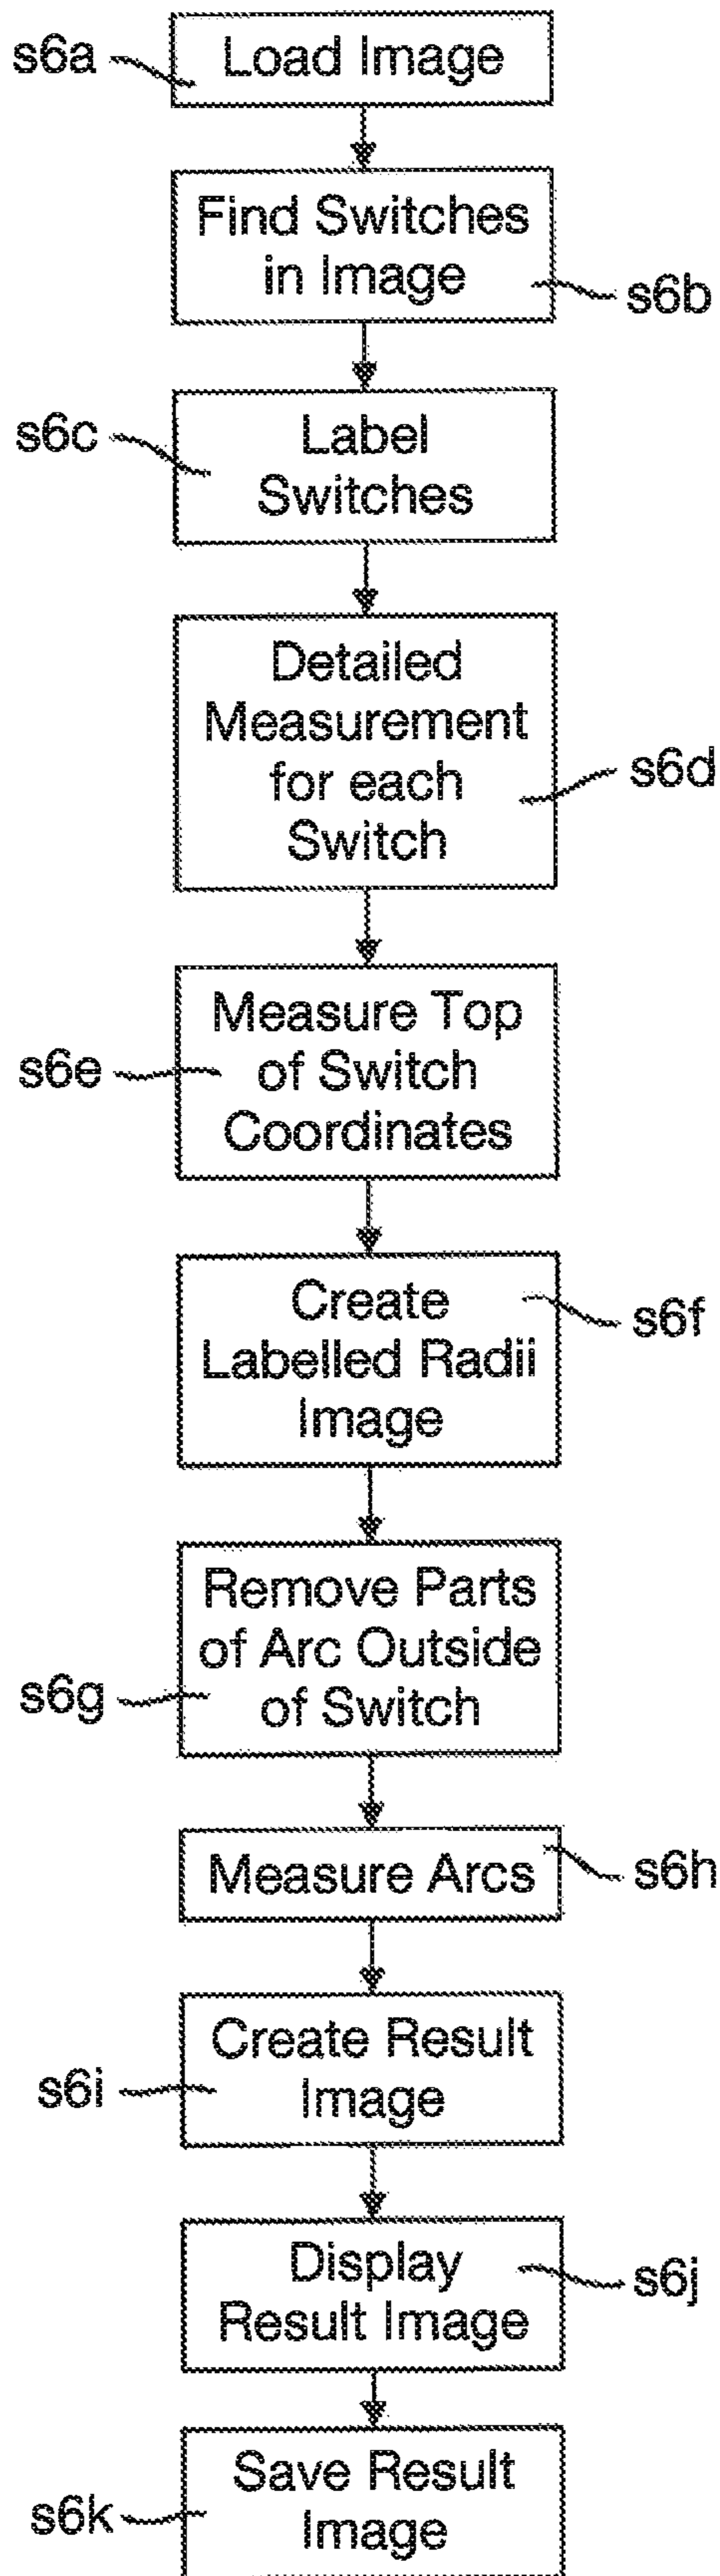 s6a
Load Image
Find Switches
in Image
s6b
s6c
Label
Switches
Detailed
Measurement
for each
Switch
s6d
s6e
Measure Top
of Switch
Coordinates
Create
Labelled Radii
Image
s6f
Remove Parts
of Arc Outside
of Switch
s6g
Measure Arcs
s6h
Create Result
Image
s6i
Display
Result Image
s6j
Save Result
Image
s6k